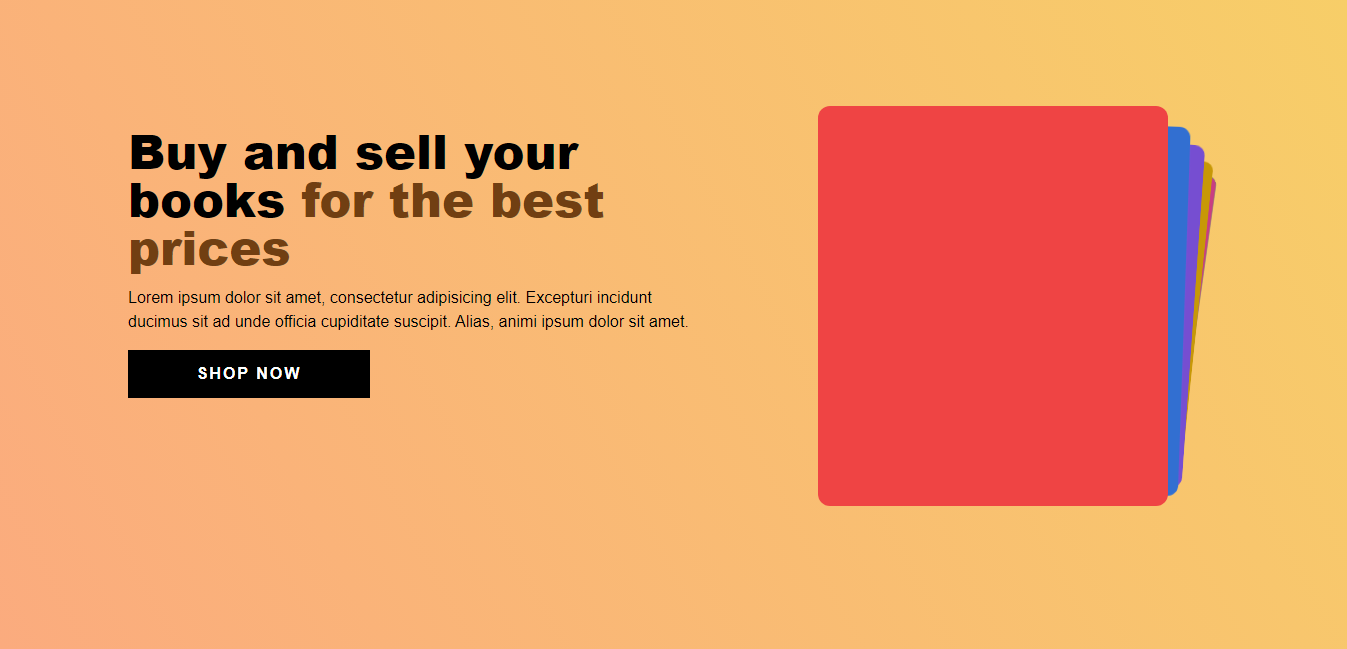 Buy and sell your
books for the best
prices
Lorem ipsum dolor sit amet, consectetur adipisicing elit. Excepturi incidunt
ducimus sit ad unde officia cupiditate suscipit. Alias, animi ipsum dolor sit amet.
SHOP NOW